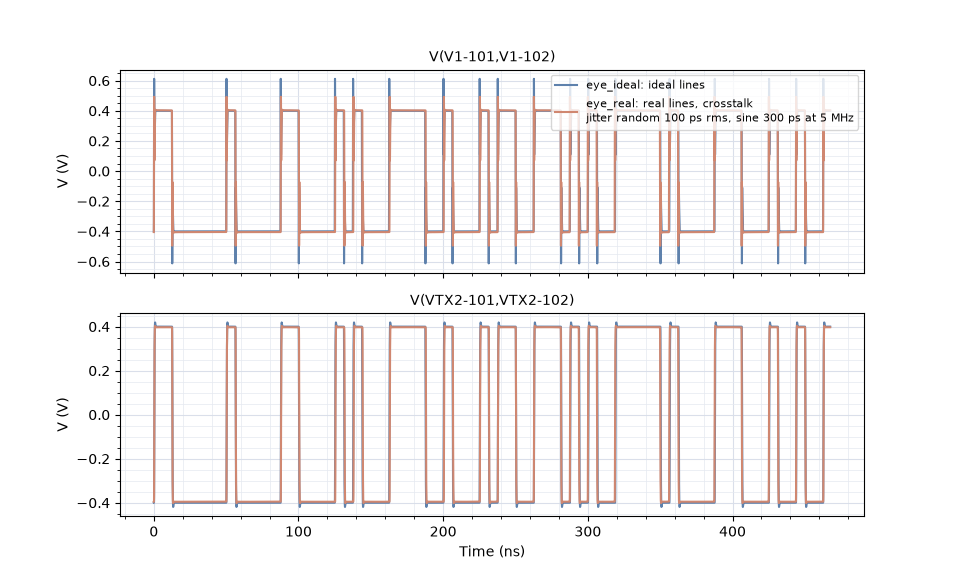 V(V1-101,V1-102)
0.6
0.4
0.2
0.0
−0.2
−0.4
−0.6
V (V)
eye_ideal: ideal lines
eye_real: real lines, crosstalk
jitter random 100 ps rms, sine 300 ps at 5 MHz
V(VTX2-101,VTX2-102)
0.4
0.2
0.0
−0.2
−0.4
V (V)
0 100 200 300 400
Time (ns)